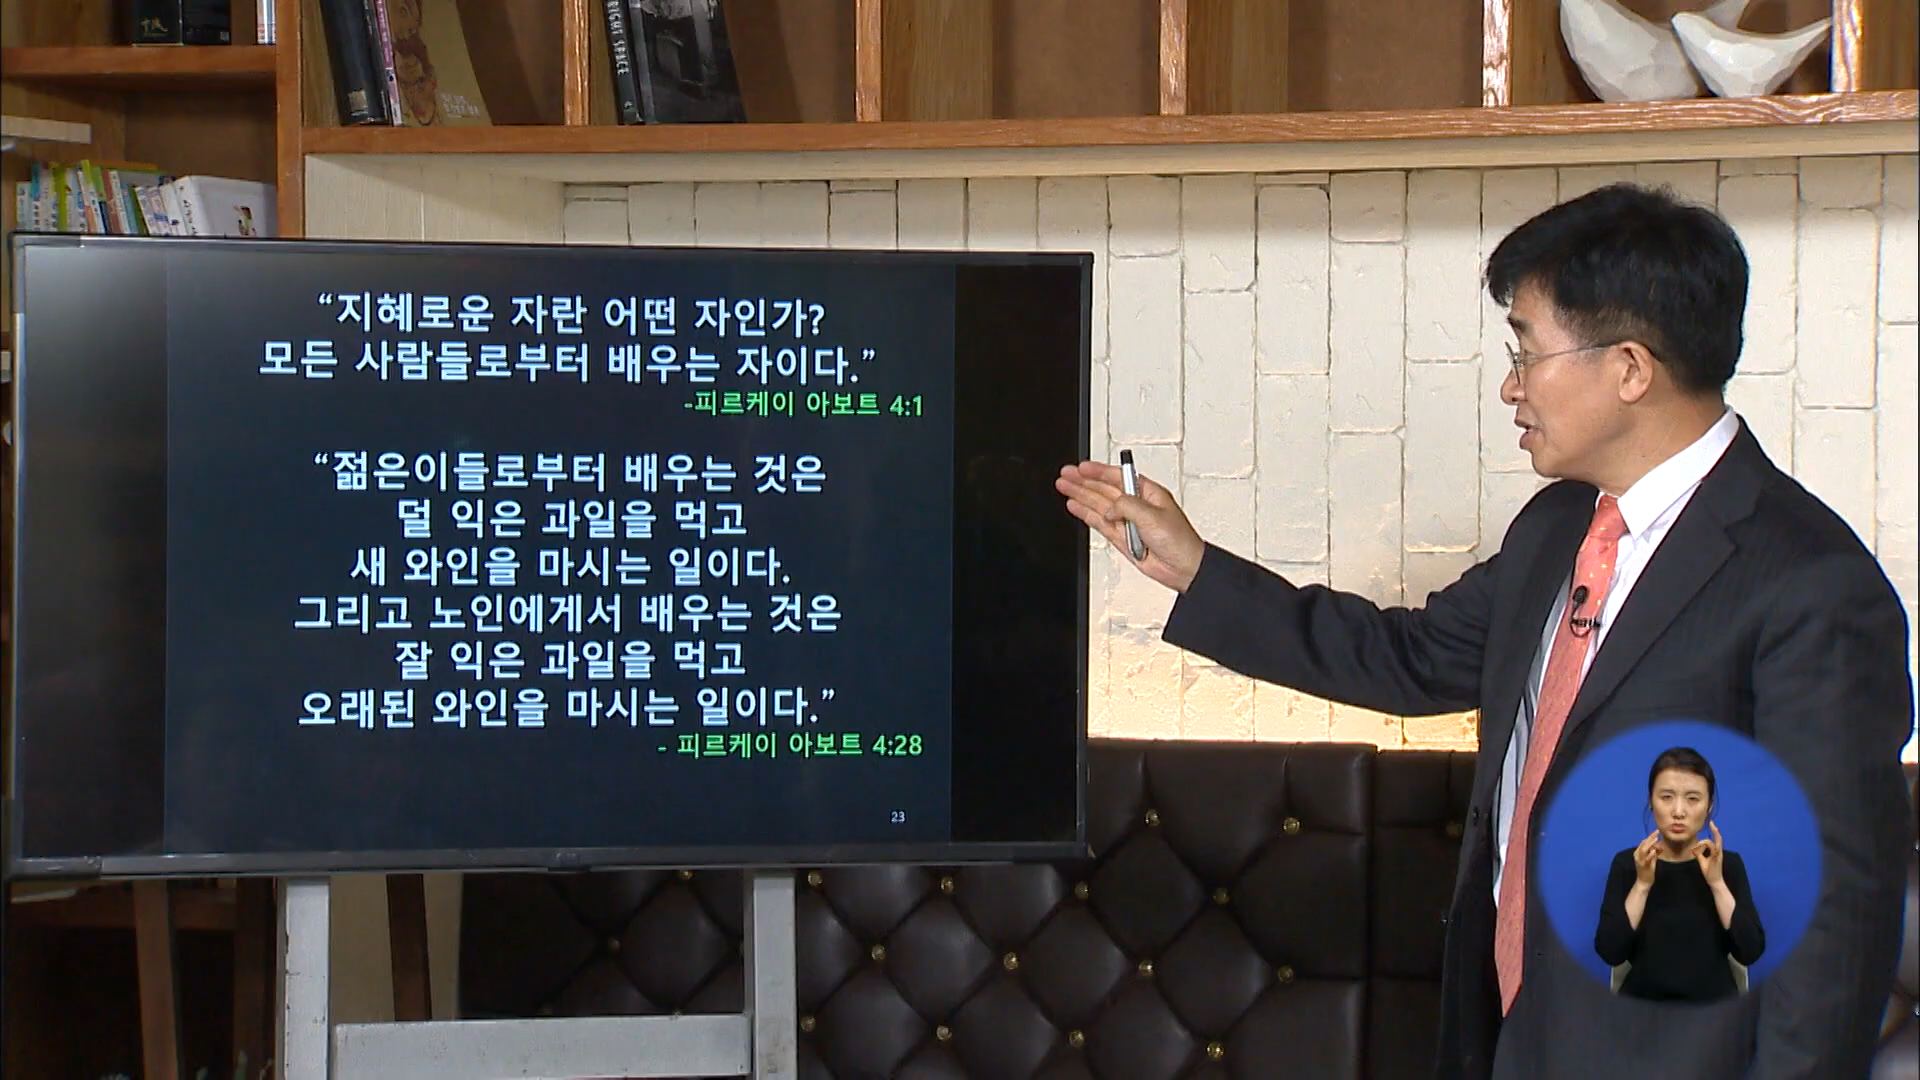 RIGHT SPACE
“지혜로운 자란 어떤 자인가?
모든 사람들로부터 배우는 자이다.”
-피르케이 아보트 4:1
“젊은이들로부터 배우는 것은
덜 익은 과일을 먹고
새 와인을 마시는 일이다.
그리고 노인에게서 배우는 것은
잘 익은 과일을 먹고
오래된 와인을 마시는 일이다.”
- 피르케이 아보트 4:28
23